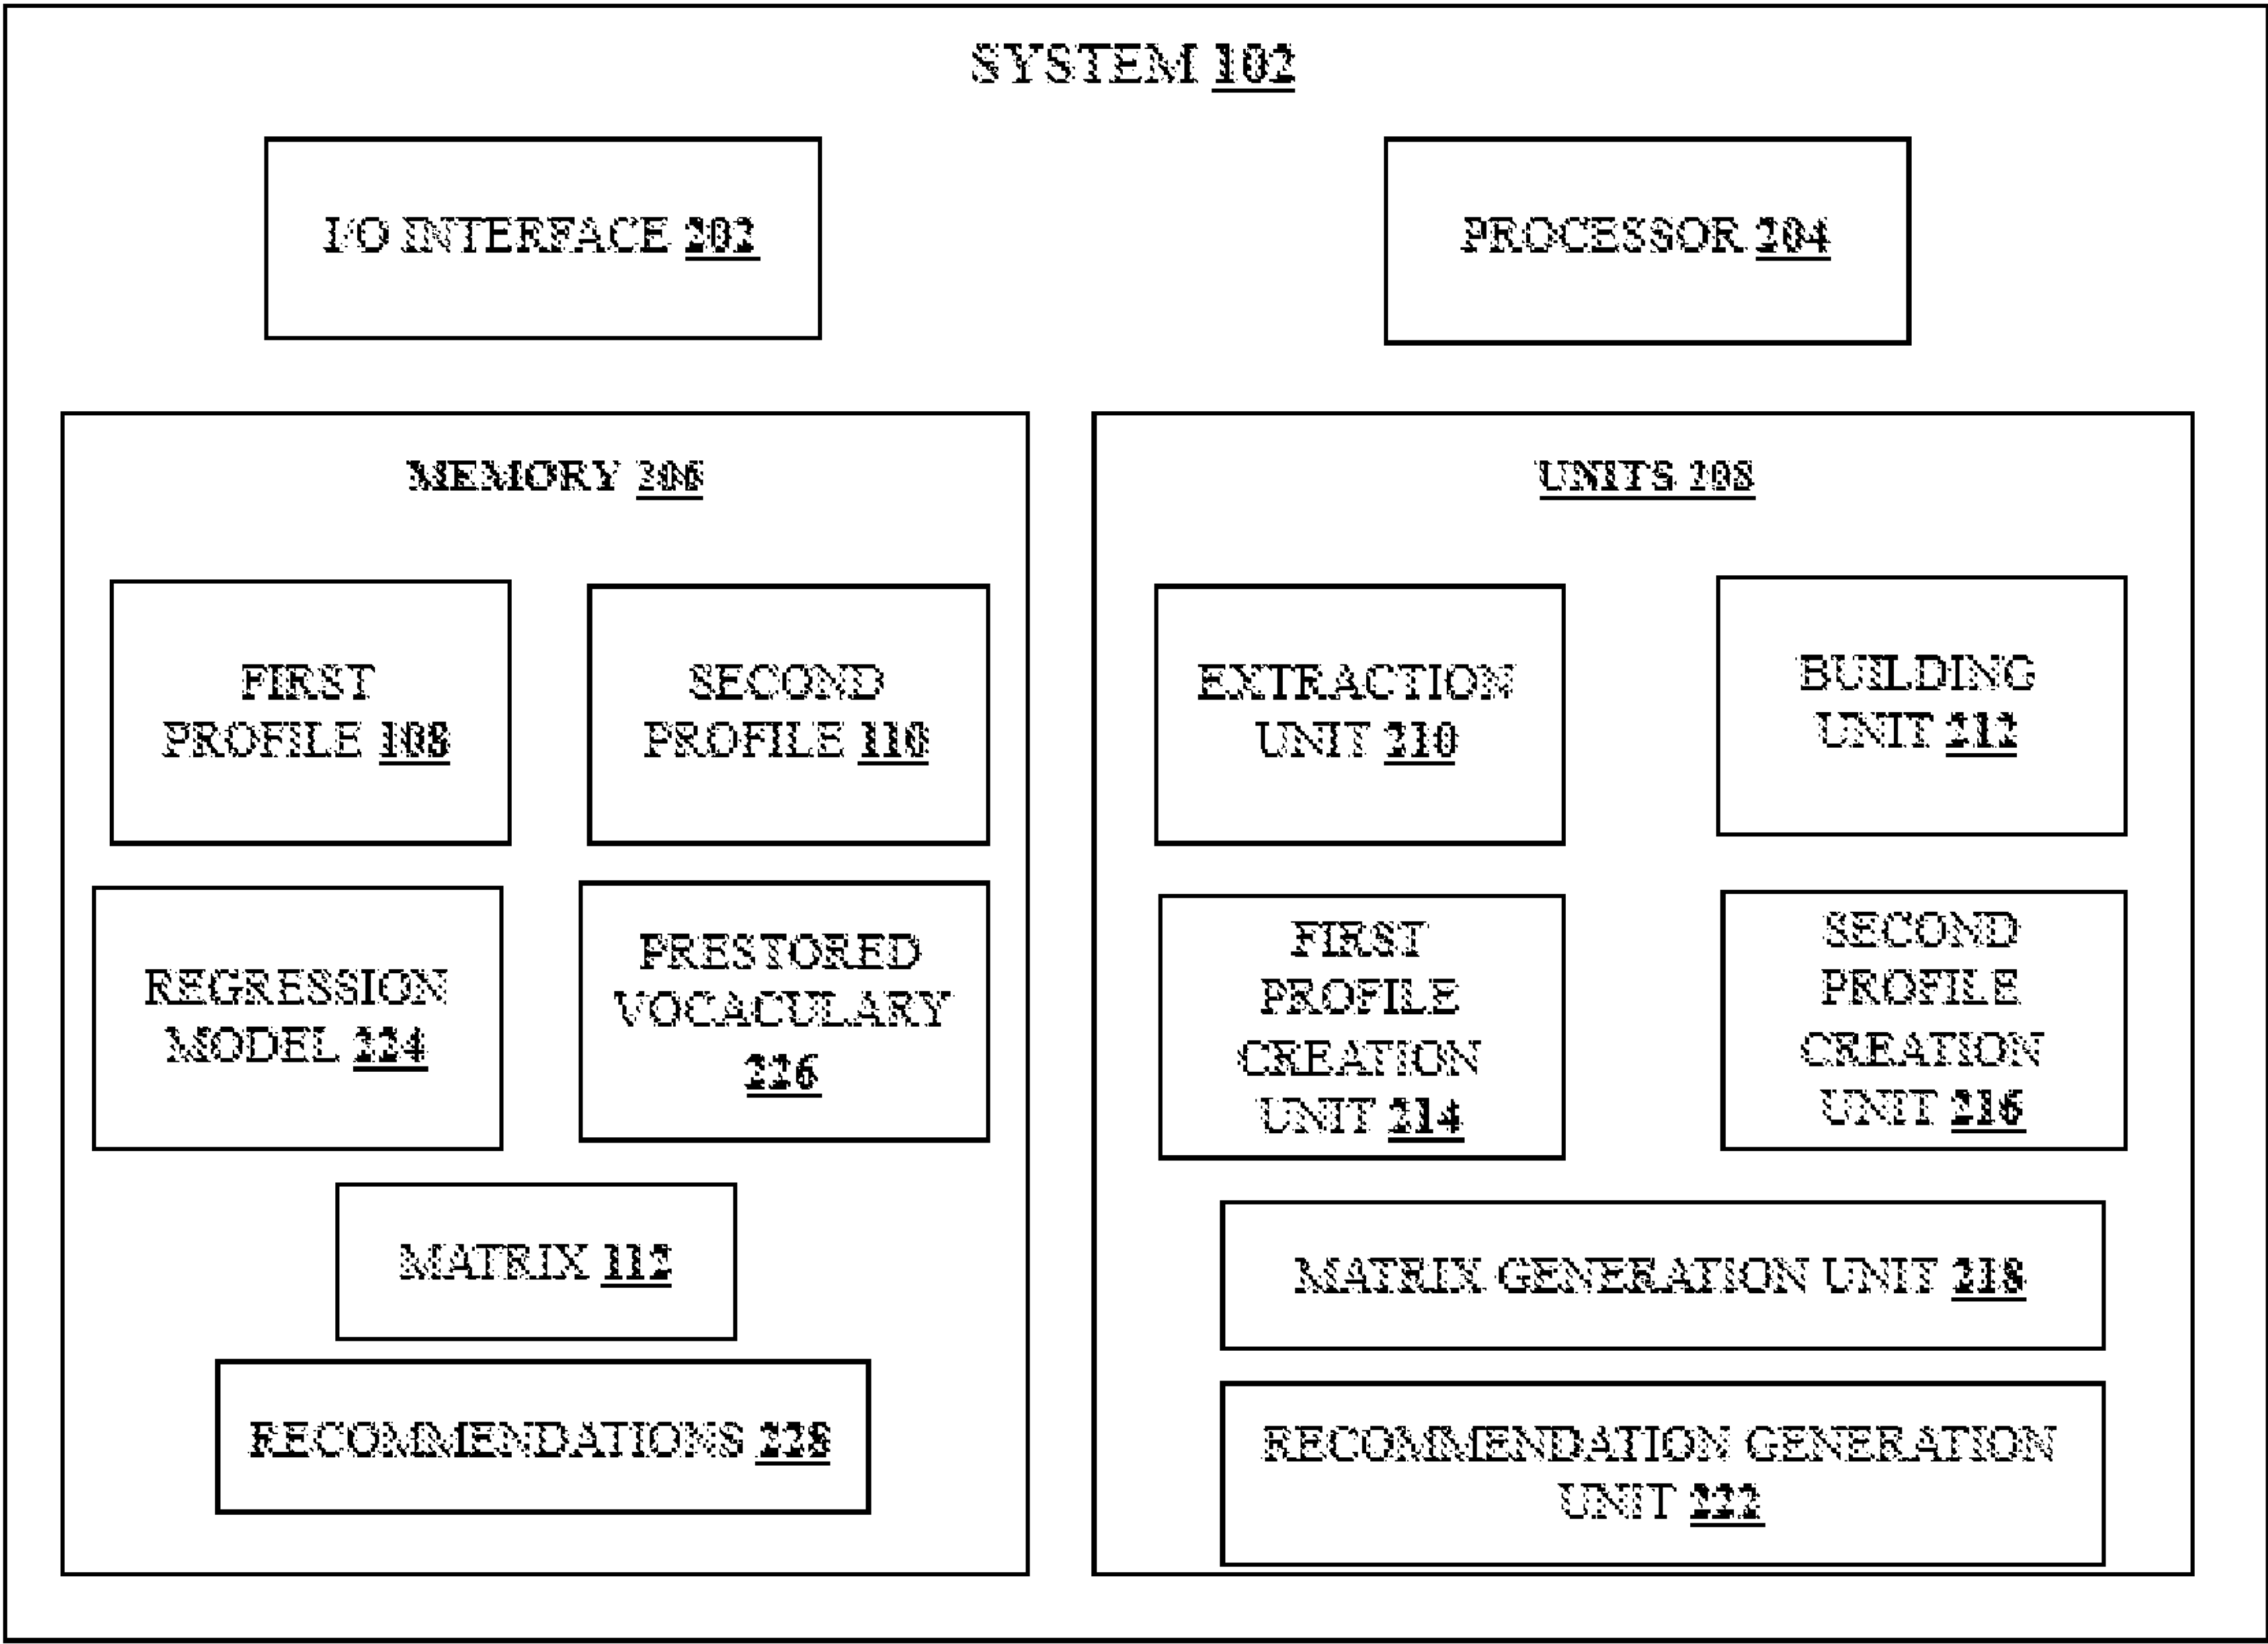 SYSTEM 102
I/O INTERFACE 202
PROCESSOR 204
MEMORY 206
FIRST
PROFILE 108
SECOND
PROFILE 110
REGRESSION
MODEL 224
PRESTORED
VOCACULARY
226
MATRIX 112
RECOMMENDATIONS 228
UNITS 208
EXTRACTION
UNIT 210
BUILDING
UNIT 212
FIRST
PROFILE
CREATION
UNIT 214
SECOND
PROFILE
CREATION
UNIT 216
MATRIX GENERATION UNIT 218
RECOMMENDATION GENERATION
UNIT 222